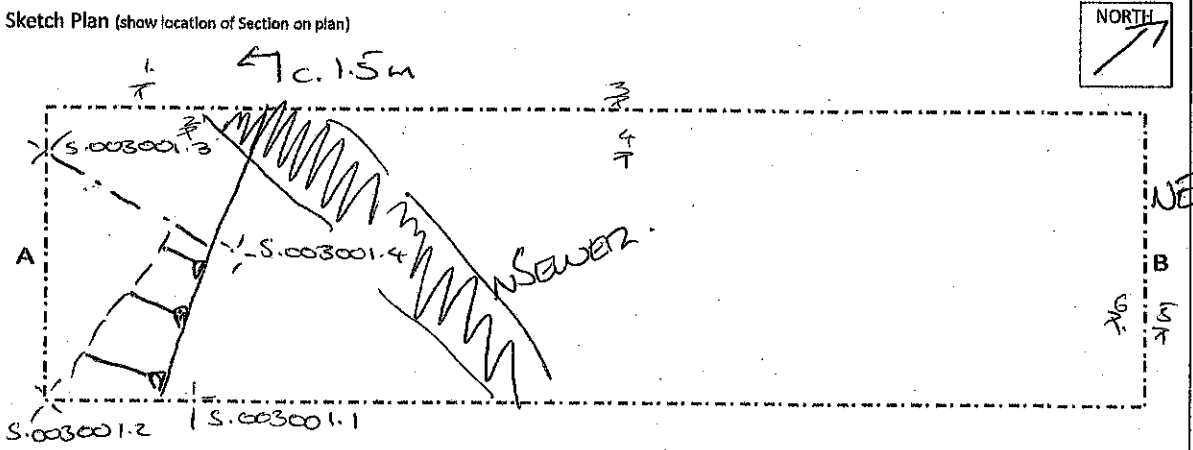 Sketch Plan (show location of Section on plan)
NORTH
c. 1.5m
1
2
3
4
S.003001.3
NE
A
S.003001.4
SEWER.
B
6
5
S.003001.2
S.003001.1